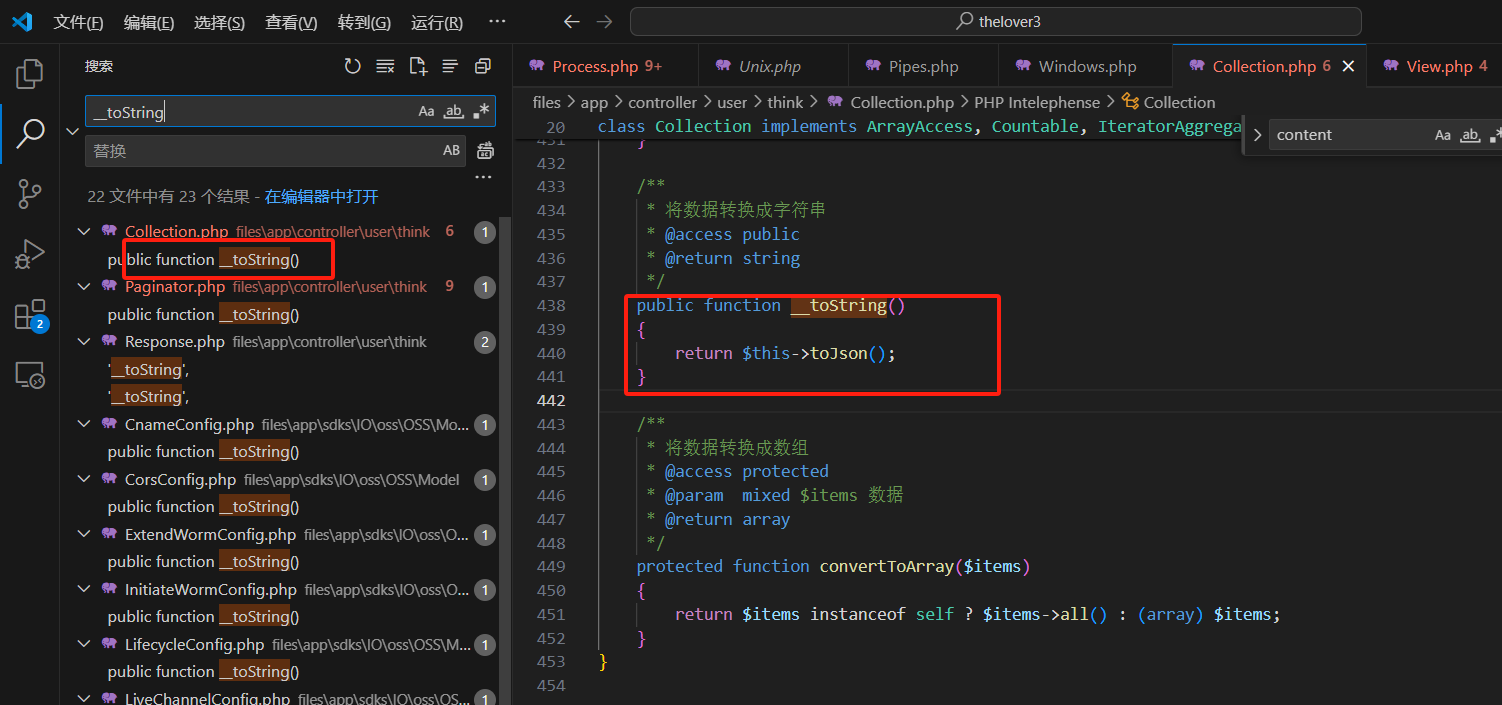 文件(F) 编辑(E) 选择(S) 查看(V) 转到(G) 运行(R) ··· thelover3
搜索
__toString Aa ab
替换 AB
22 文件中有 23 个结果 - 在编辑器中打开
Collection.php files\app\controller\user\think 6 1
public function __toString()
Paginator.php files\app\controller\user\think 9 1
public function __toString()
Response.php files\app\controller\user\think 2
'__toString',
'__toString',
CnameConfig.php files\app\sdks\IO\oss\OSS\Mo... 1
public function __toString()
CorsConfig.php files\app\sdks\IO\oss\OSS\Model 1
public function __toString()
ExtendWormConfig.php files\app\sdks\IO\oss\O... 1
public function __toString()
InitiateWormConfig.php files\app\sdks\IO\oss\O... 1
public function __toString()
LifecycleConfig.php files\app\sdks\IO\oss\OSS\M... 1
public function __toString()
LiveChannelConfig.php files\app\sdks\IO\oss\OS... 1
2
Process.php 9+ Unix.php Pipes.php Windows.php Collection.php 6 View.php 4
files > app > controller > user > think > Collection.php > PHP Intelephense > Collection
20 class Collection implements ArrayAccess, Countable, IteratorAggrega
content Aa ab
431 }
432
433 /**
434 * 将数据转换成字符串
435 * @access public
436 * @return string
437 */
438 public function __toString()
439 {
440 return $this->toJson();
441 }
442
443 /**
444 * 将数据转换成数组
445 * @access protected
446 * @param mixed $items 数据
447 * @return array
448 */
449 protected function convertToArray($items)
450 {
451 return $items instanceof self ? $items->all() : (array) $items;
452 }
453 }
454